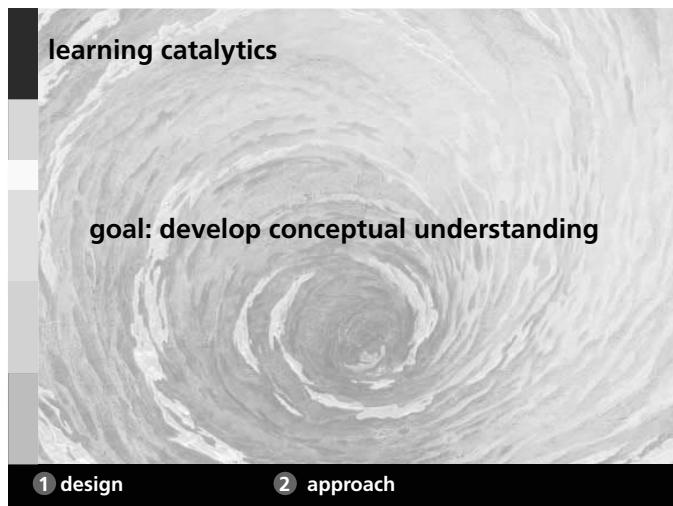 learning catalytics
goal: develop conceptual understanding
1 design 2 approach